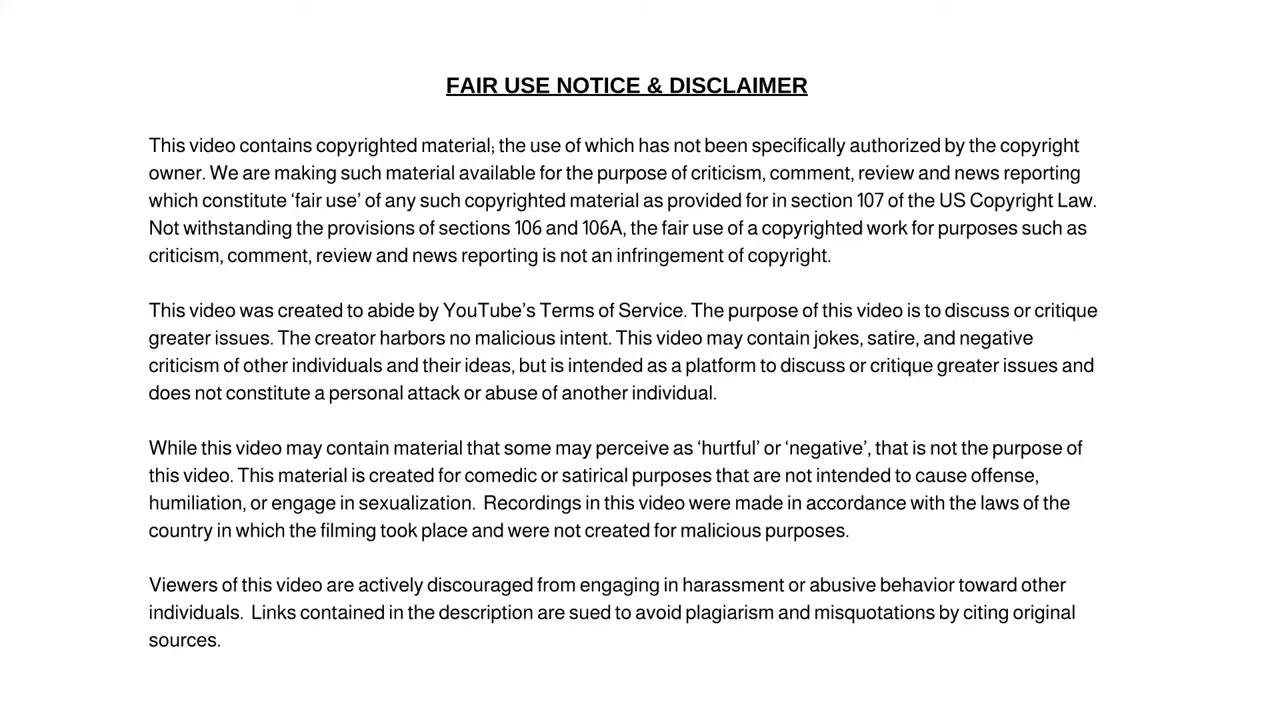 FAIR USE NOTICE & DISCLAIMER
This video contains copyrighted material; the use of which has not been specifically authorized by the copyright
owner. We are making such material available for the purpose of criticism, comment, review and news reporting
which constitute ‘fair use’ of any such copyrighted material as provided for in section 107 of the US Copyright Law.
Not withstanding the provisions of sections 106 and 106A, the fair use of a copyrighted work for purposes such as
criticism, comment, review and news reporting is not an infringement of copyright.
This video was created to abide by YouTube’s Terms of Service. The purpose of this video is to discuss or critique
greater issues. The creator harbors no malicious intent. This video may contain jokes, satire, and negative
criticism of other individuals and their ideas, but is intended as a platform to discuss or critique greater issues and
does not constitute a personal attack or abuse of another individual.
While this video may contain material that some may perceive as ‘hurtful’ or ‘negative’, that is not the purpose of
this video. This material is created for comedic or satirical purposes that are not intended to cause offense,
humiliation, or engage in sexualization.  Recordings in this video were made in accordance with the laws of the
country in which the filming took place and were not created for malicious purposes.
Viewers of this video are actively discouraged from engaging in harassment or abusive behavior toward other
individuals.  Links contained in the description are sued to avoid plagiarism and misquotations by citing original
sources.